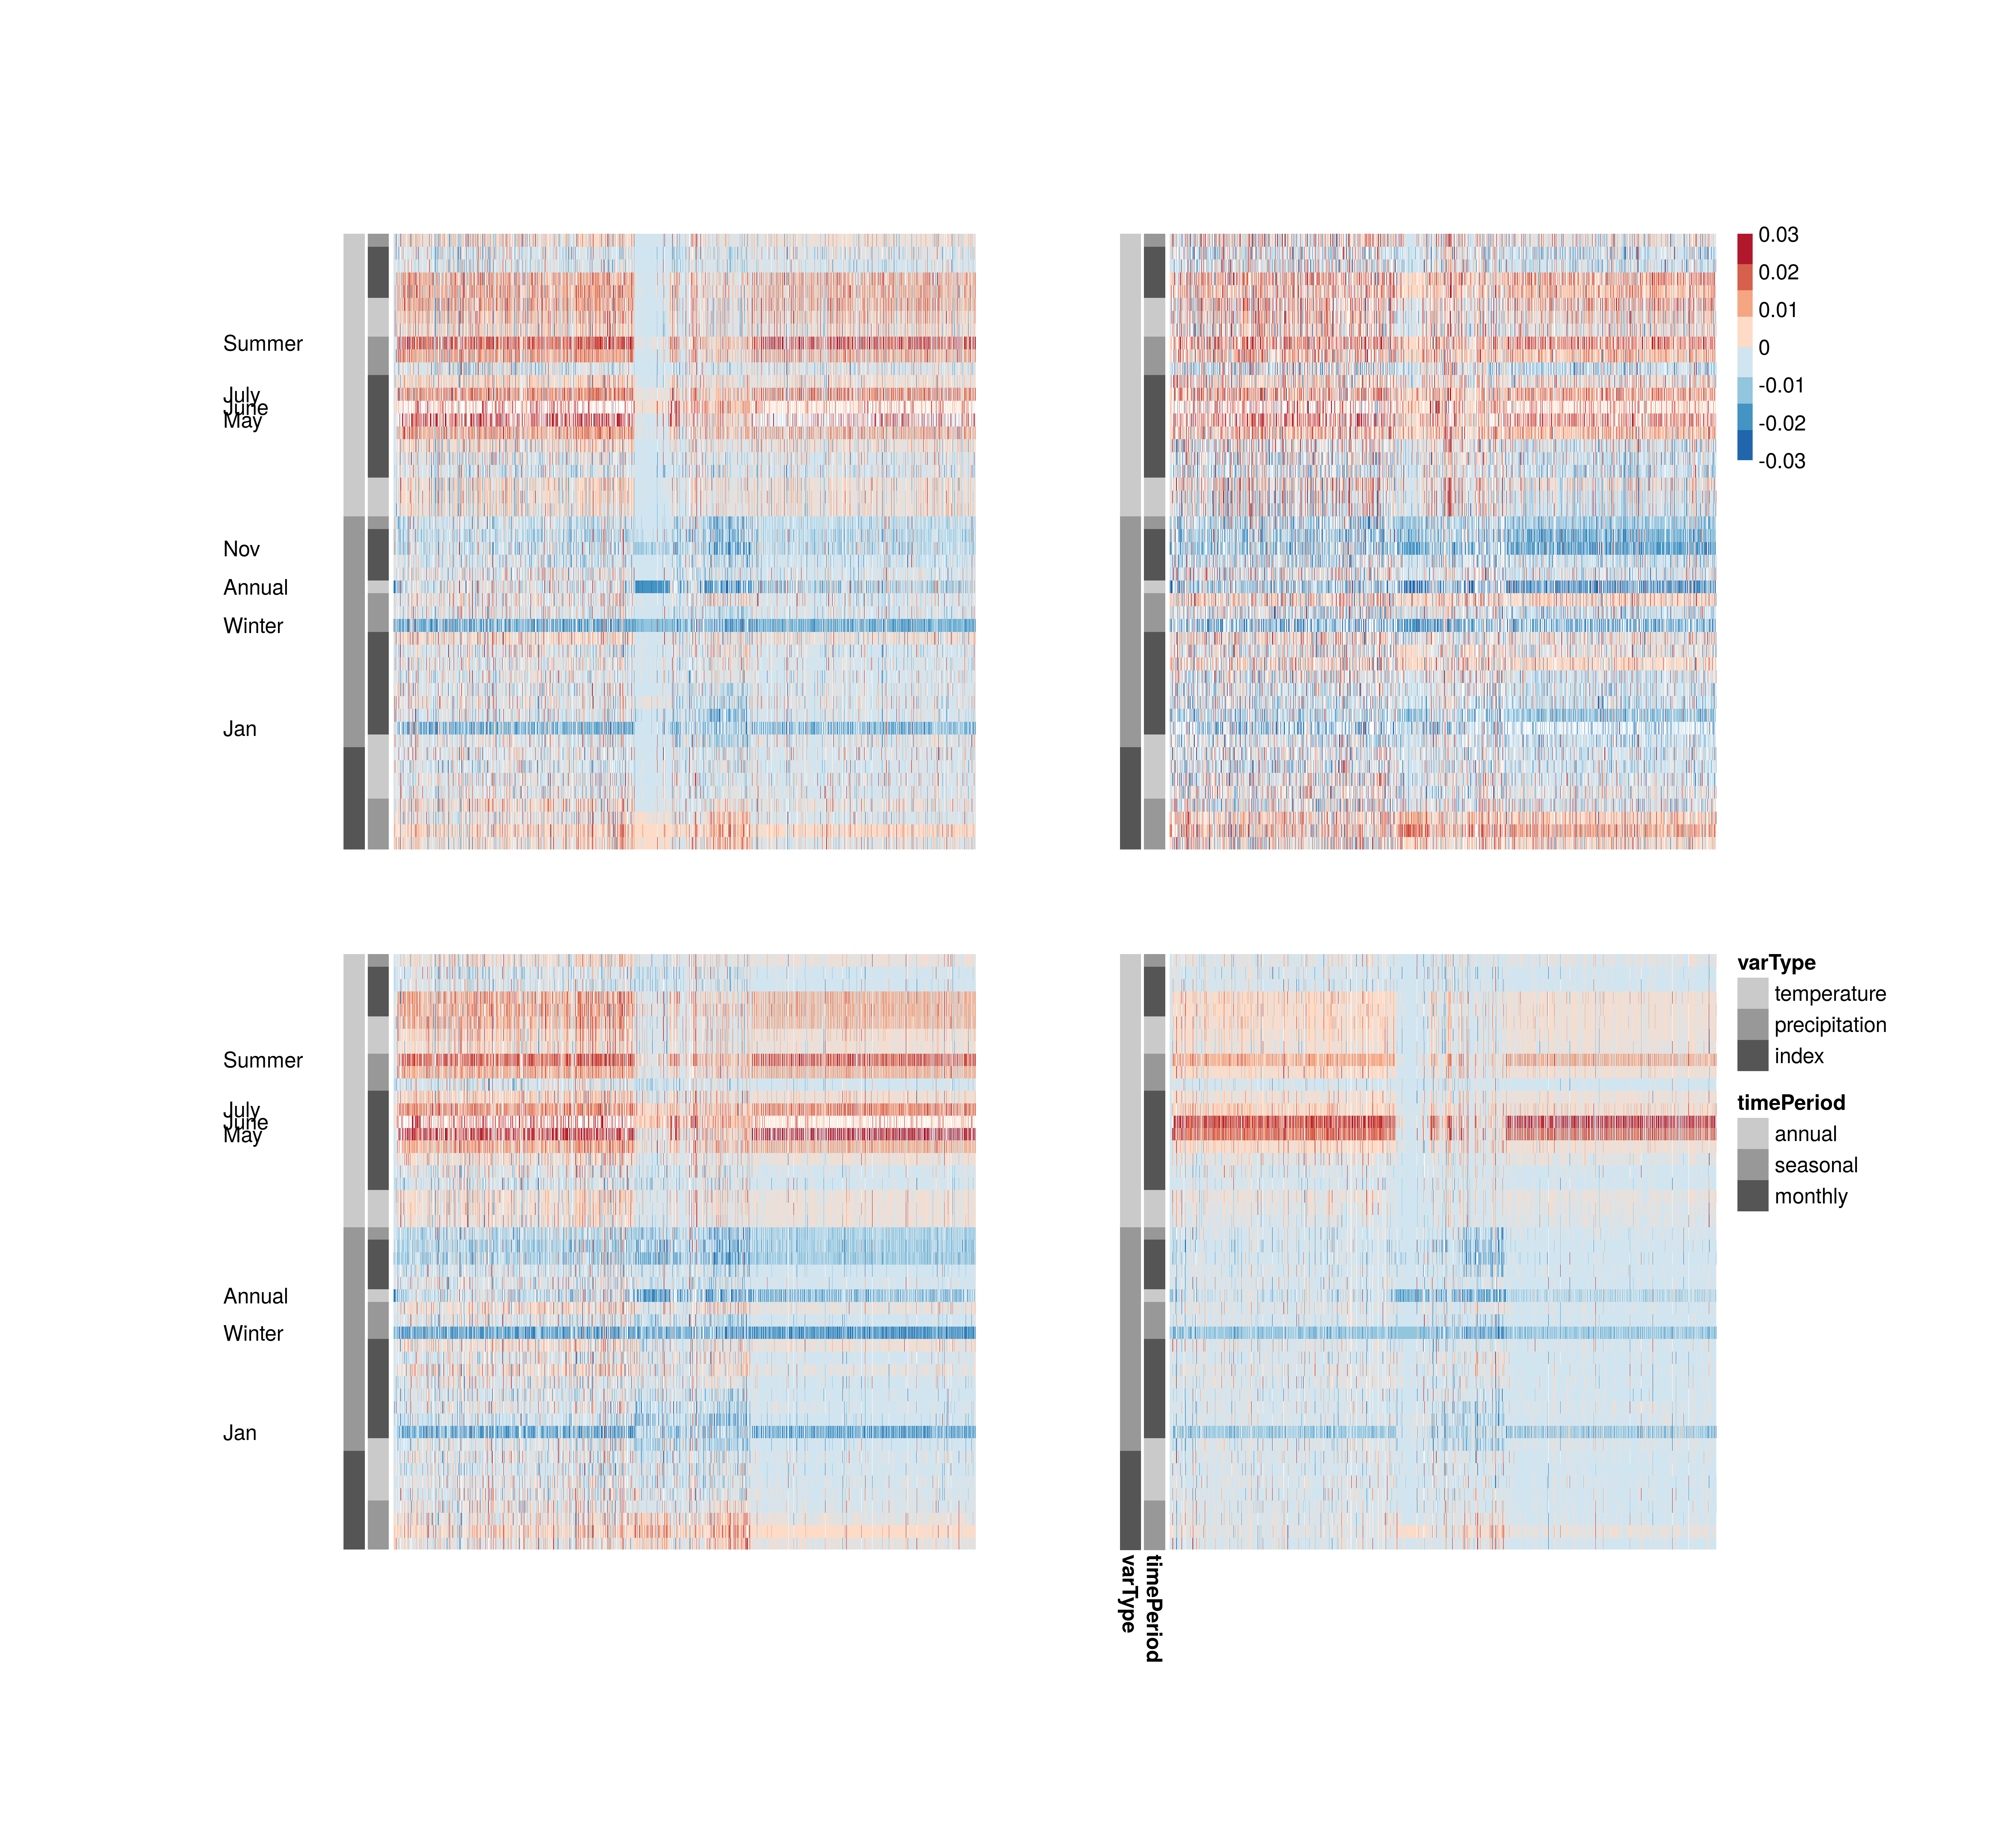 Summer
July
June
May
Nov
Annual
Winter
Jan
0.03
0.02
0.01
0
-0.01
-0.02
-0.03
Summer
July
June
May
Annual
Winter
Jan
varType
temperature
precipitation
index
timePeriod
annual
seasonal
monthly
varType
timePeriod